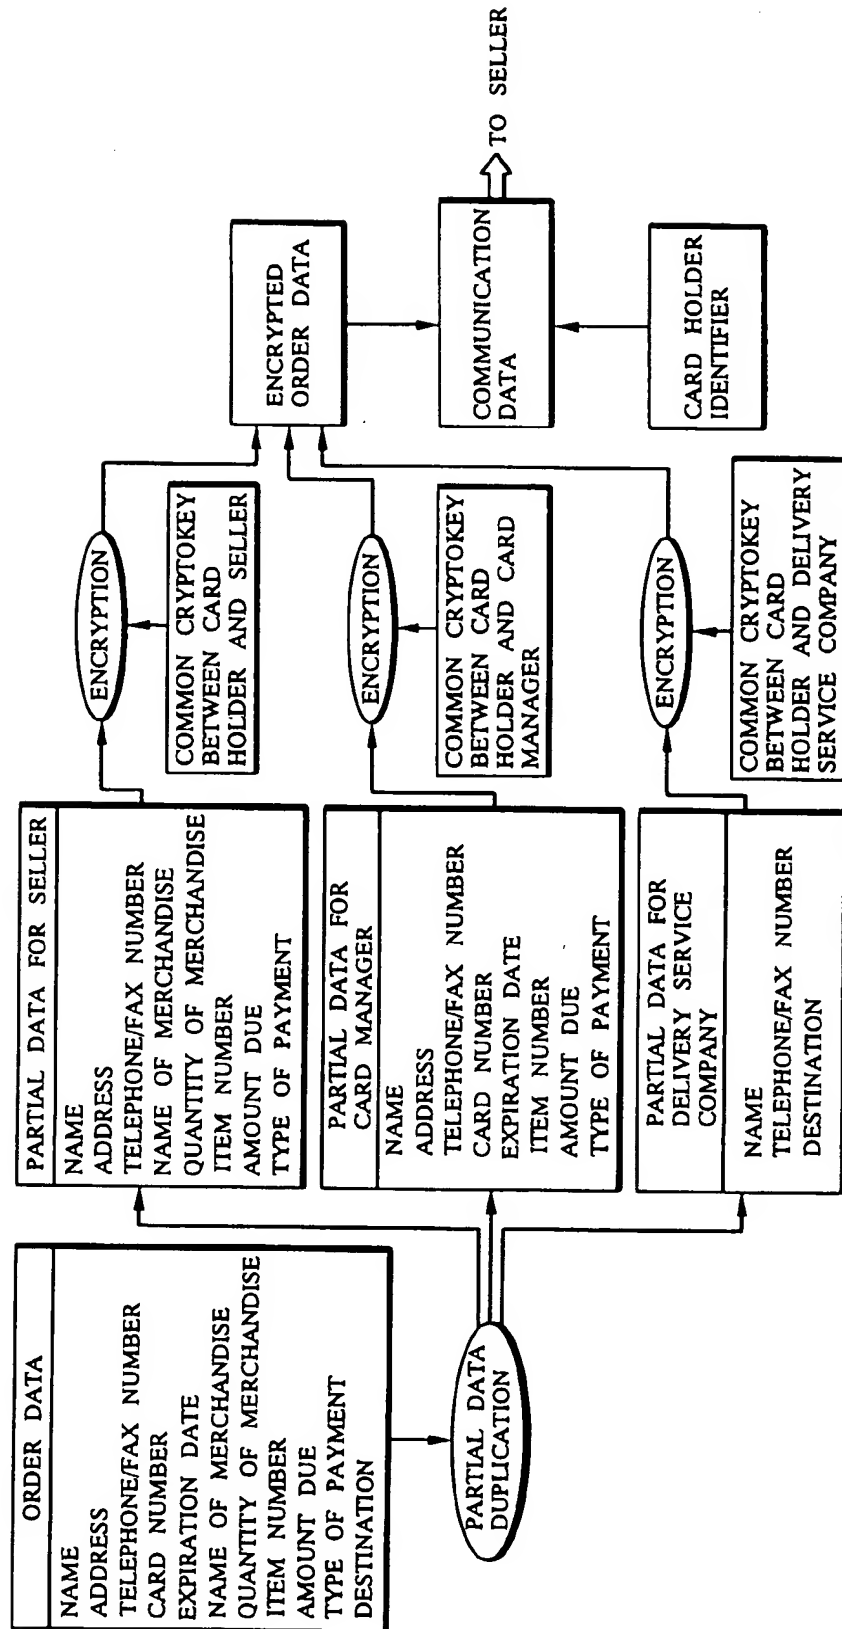 ORDER DATA
NAME
ADDRESS
TELEPHONE/FAX NUMBER
CARD NUMBER
EXPIRATION DATE
NAME OF MERCHANDISE
QUANTITY OF MERCHANDISE
ITEM NUMBER
AMOUNT DUE
TYPE OF PAYMENT
DESTINATION
PARTIAL DATA
DUPLICATION
PARTIAL DATA FOR SELLER
NAME
ADDRESS
TELEPHONE/FAX NUMBER
NAME OF MERCHANDISE
QUANTITY OF MERCHANDISE
ITEM NUMBER
AMOUNT DUE
TYPE OF PAYMENT
PARTIAL DATA FOR
CARD MANAGER
NAME
ADDRESS
TELEPHONE/FAX NUMBER
CARD NUMBER
EXPIRATION DATE
ITEM NUMBER
AMOUNT DUE
TYPE OF PAYMENT
PARTIAL DATA FOR
DELIVERY SERVICE
COMPANY
NAME
TELEPHONE/FAX NUMBER
DESTINATION
ENCRYPTION
COMMON CRYPTOKEY
BETWEEN CARD
HOLDER AND SELLER
ENCRYPTION
COMMON CRYPTOKEY
BETWEEN CARD
HOLDER AND CARD
MANAGER
ENCRYPTION
COMMON CRYPTOKEY
BETWEEN CARD
HOLDER AND DELIVERY
SERVICE COMPANY
ENCRYPTED
ORDER DATA
COMMUNICATION
DATA
CARD HOLDER
IDENTIFIER
TO SELLER